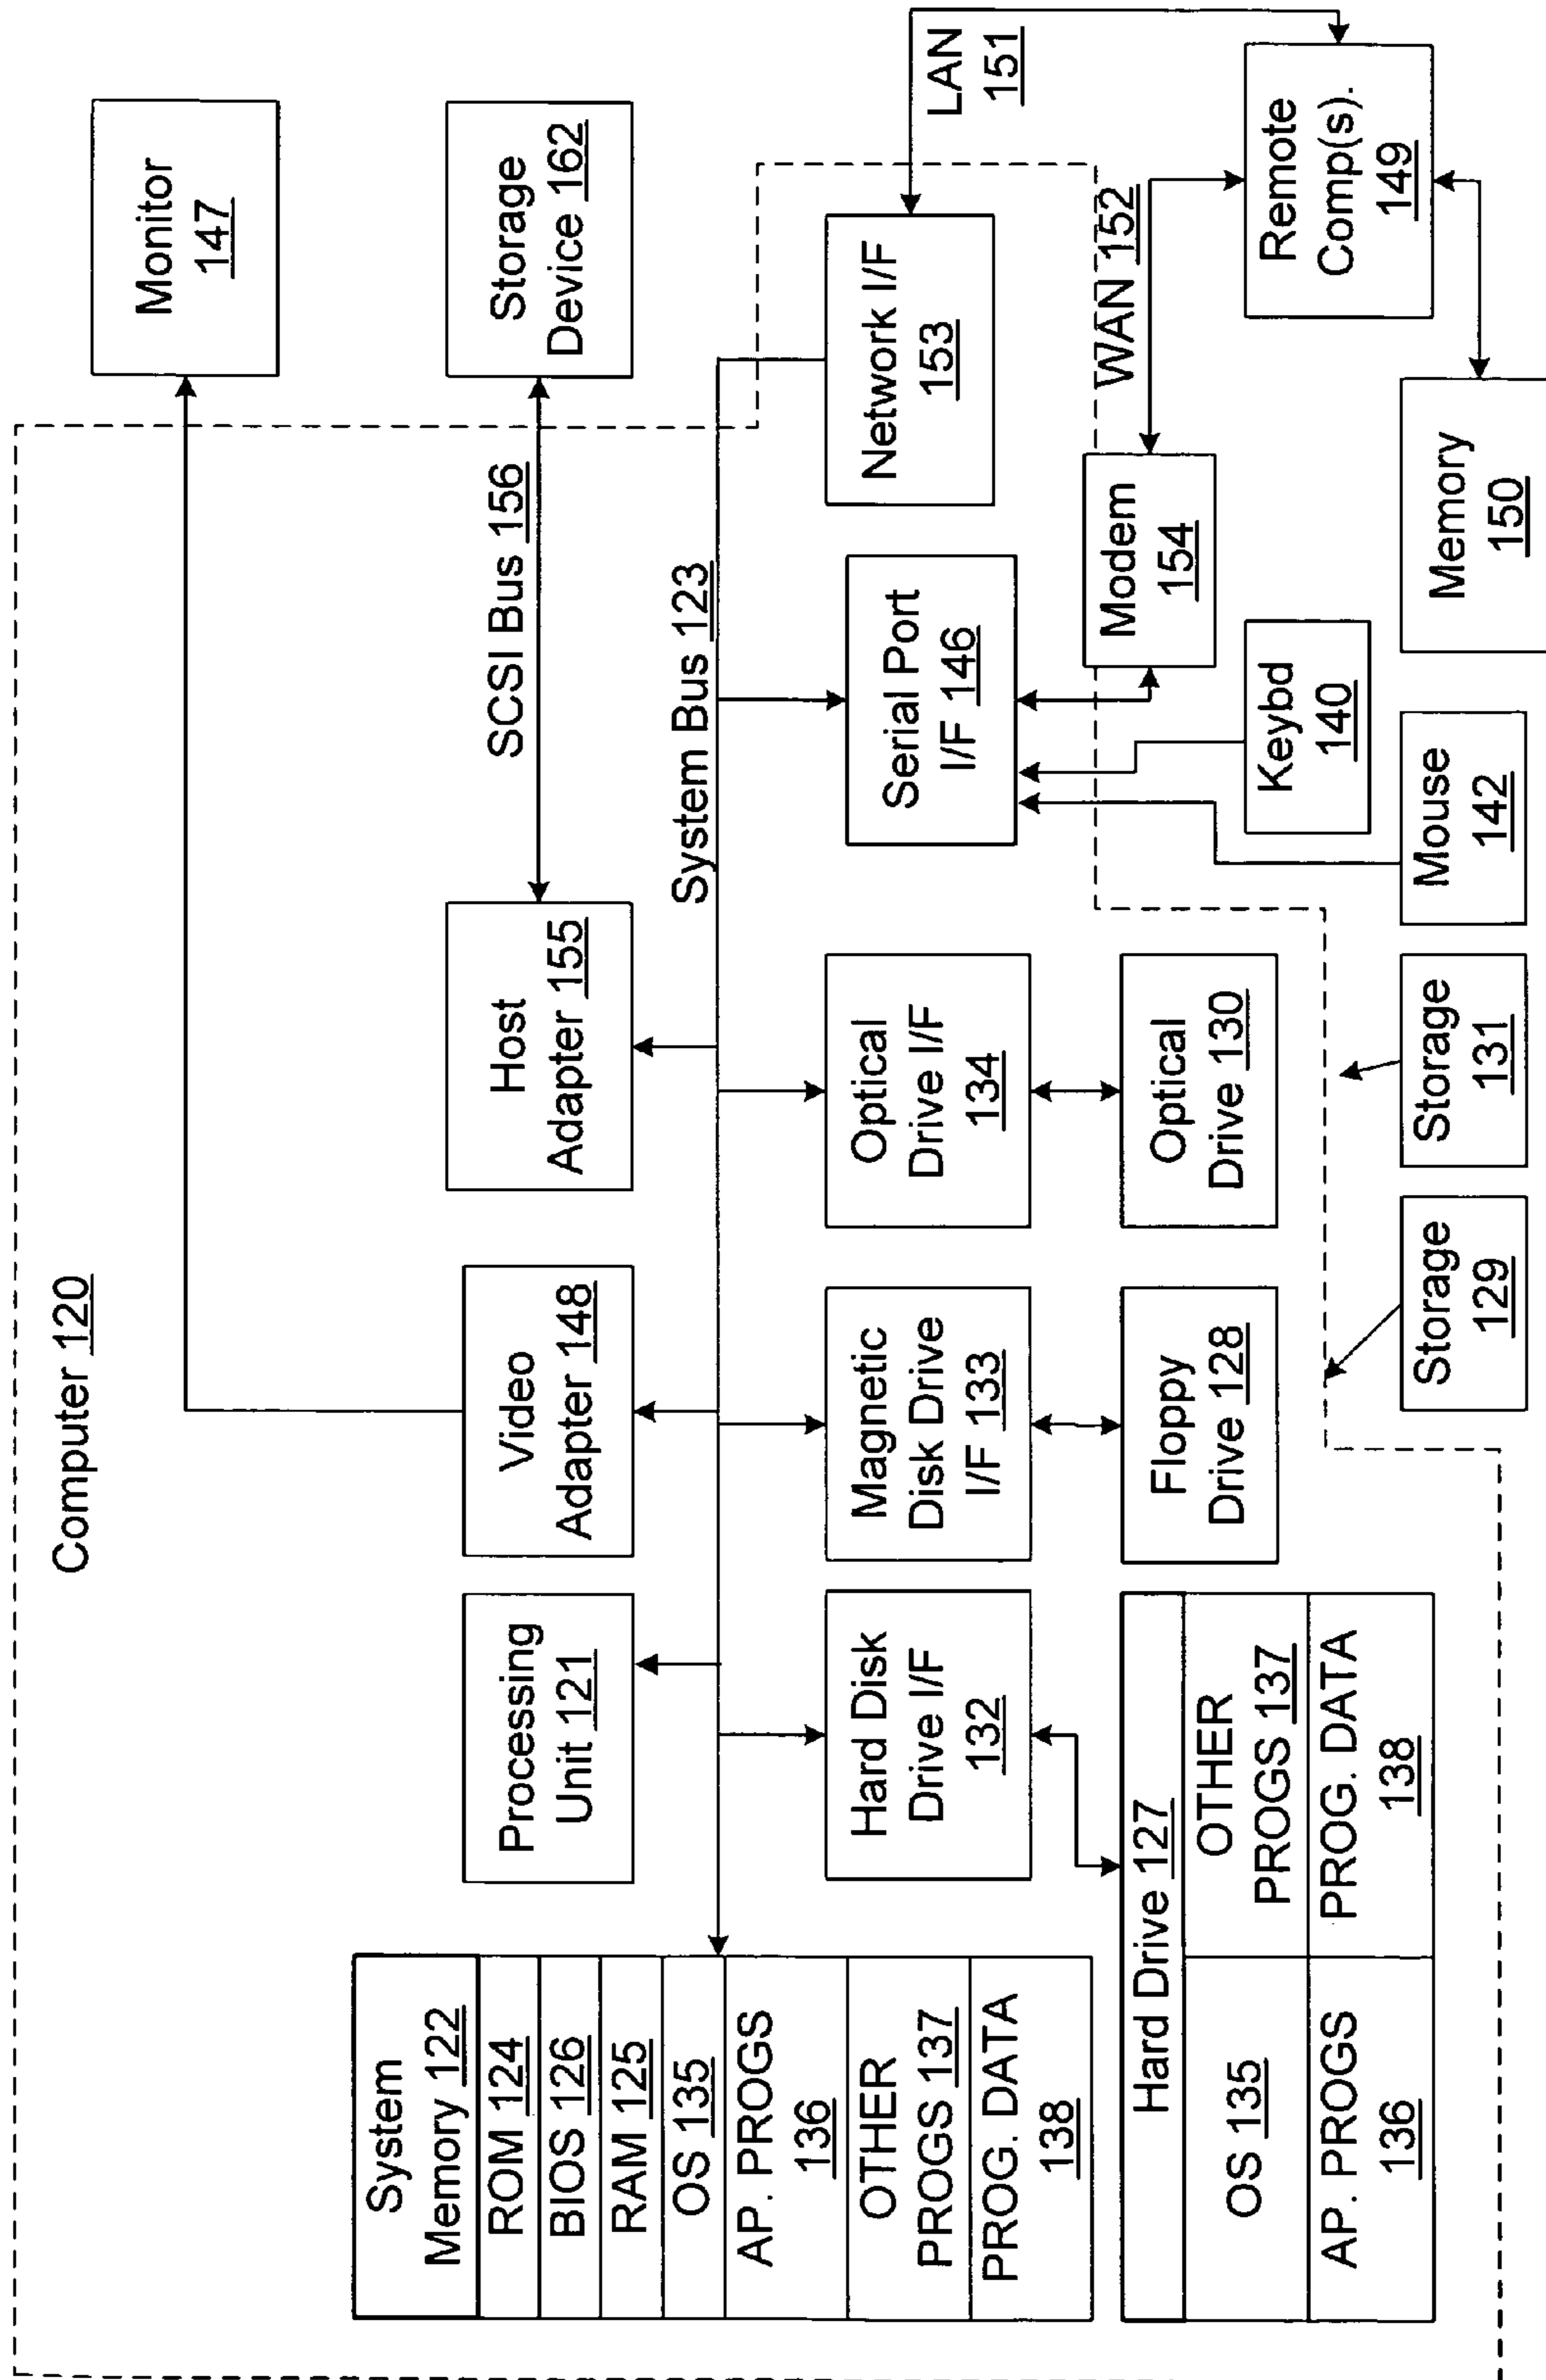 Computer 120
Monitor
147
System
Memory 122
ROM 124
BIOS 126
RAM 125
OS 135
AP. PROGS
136
OTHER
PROGS 137
PROG. DATA
138
Processing
Unit 121
Video
Adapter 148
Host
Adapter 155
SCSI Bus 156
Storage
Device 162
System Bus 123
Hard Disk
Drive I/F
132
Magnetic
Disk Drive
I/F 133
Optical
Drive I/F
134
Serial Port
I/F 146
Network I/F
153
LAN
151
Hard Drive 127
OS 135
OTHER
PROGS 137
AP. PROGS
136
PROG. DATA
138
Floppy
Drive 128
Optical
Drive 130
Modem
154
WAN 152
Keybd
140
Remote
Comp(s).
149
Storage
129
Storage
131
Mouse
142
Memory
150